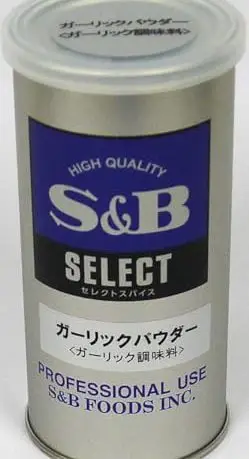 ガーリックパウダー
<ガーリック調味料>
HIGH QUALITY
S&B
SELECT
セレクトスパイス
ガーリックパウダー
<ガーリック調味料>
PROFESSIONAL USE
S&B FOODS INC.